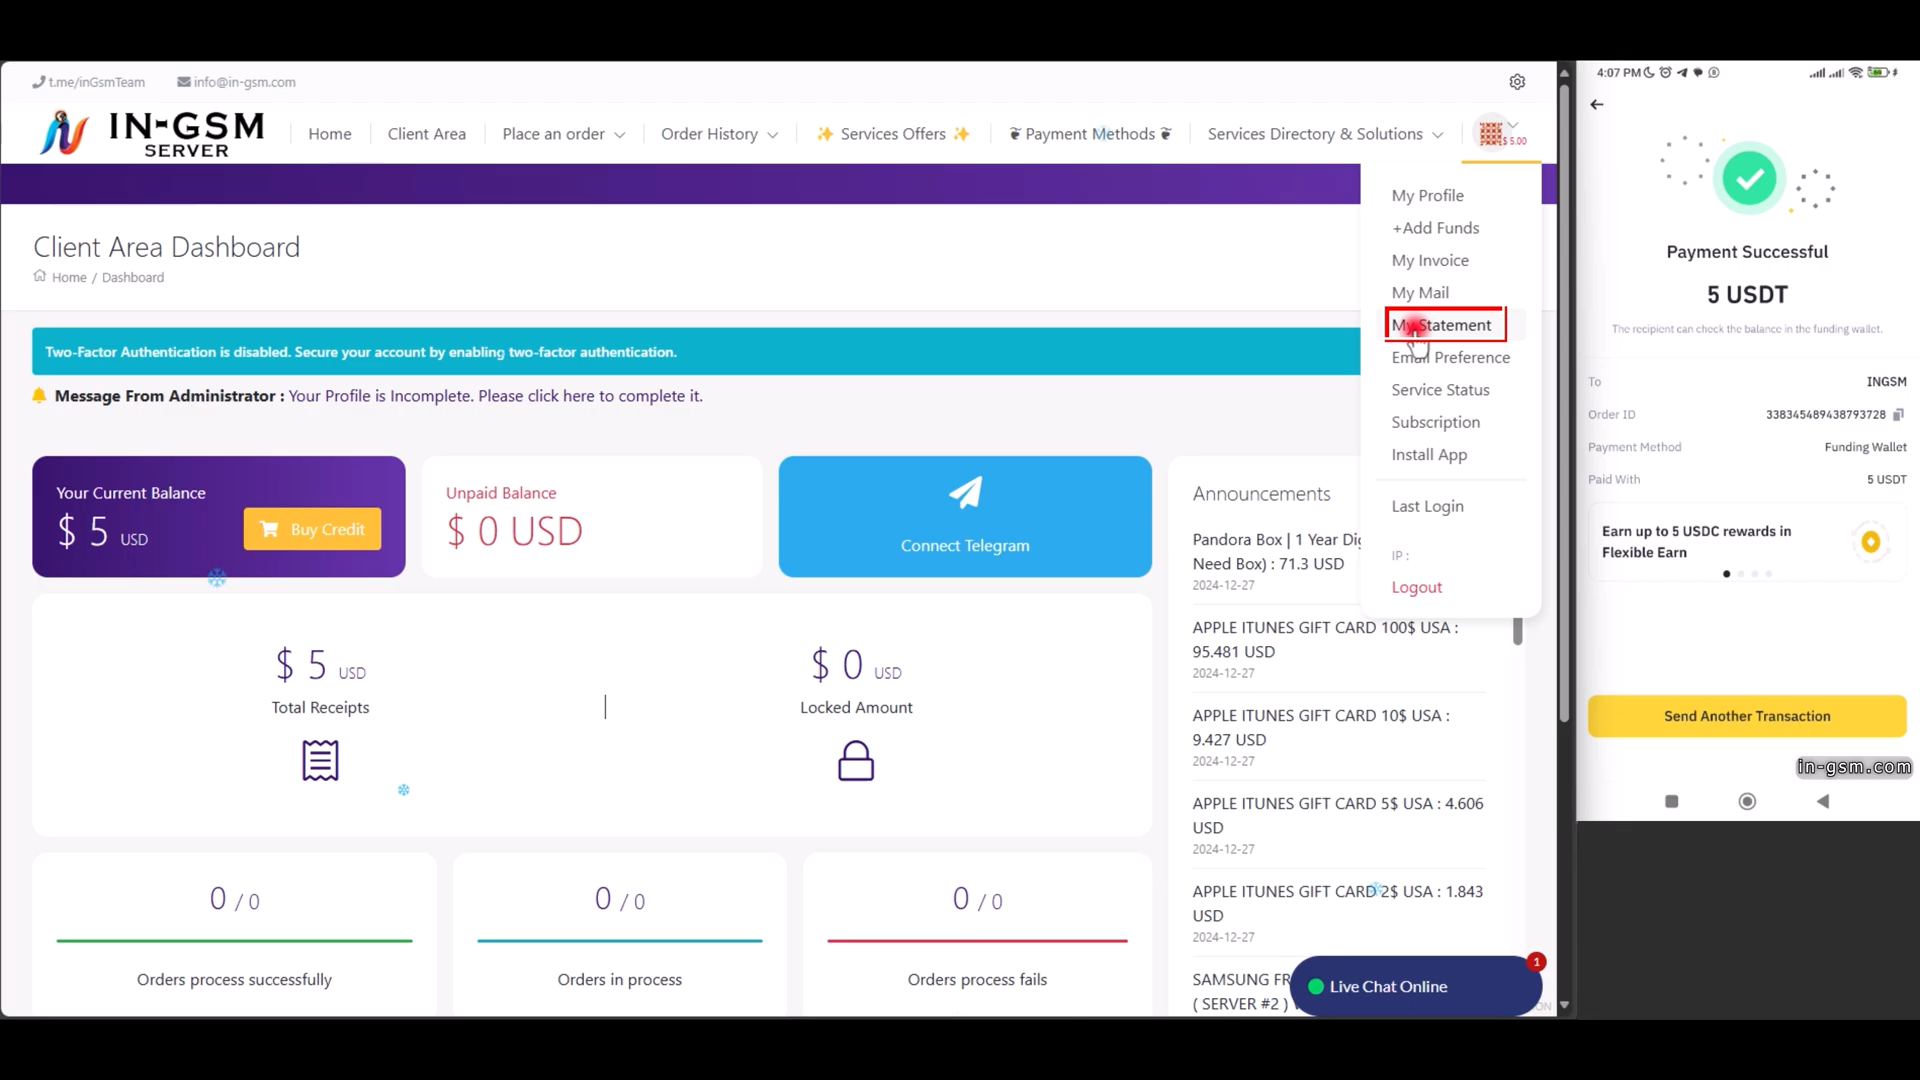 t.me/inGsmTeam
info@in-gsm.com
IN-GSM
SERVER
Home
Client Area
Place an order
Order History
Services Offers
Payment Methods
Services Directory & Solutions
$ 5.00
My Profile
+Add Funds
My Invoice
My Mail
My Statement
Email Preference
Service Status
Subscription
Install App
Last Login
IP :
Logout
Client Area Dashboard
Home / Dashboard
Two-Factor Authentication is disabled. Secure your account by enabling two-factor authentication.
Message From Administrator : Your Profile is Incomplete. Please click here to complete it.
Your Current Balance
$ 5 USD
Buy Credit
Unpaid Balance
$ 0 USD
Connect Telegram
$ 5 USD
Total Receipts
$ 0 USD
Locked Amount
0 / 0
Orders process successfully
0 / 0
Orders in process
0 / 0
Orders process fails
Announcements
Pandora Box | 1 Year Dig
Need Box) : 71.3 USD
2024-12-27
APPLE ITUNES GIFT CARD 100$ USA :
95.481 USD
2024-12-27
APPLE ITUNES GIFT CARD 10$ USA :
9.427 USD
2024-12-27
APPLE ITUNES GIFT CARD 5$ USA : 4.606
USD
2024-12-27
APPLE ITUNES GIFT CARD 2$ USA : 1.843
USD
2024-12-27
SAMSUNG FR
( SERVER #2 )
Live Chat Online
1
4:07 PM
Payment Successful
5 USDT
The recipient can check the balance in the funding wallet.
To
INGSM
Order ID
338345489438793728
Payment Method
Funding Wallet
Paid With
5 USDT
Earn up to 5 USDC rewards in
Flexible Earn
Send Another Transaction
in-gsm.com